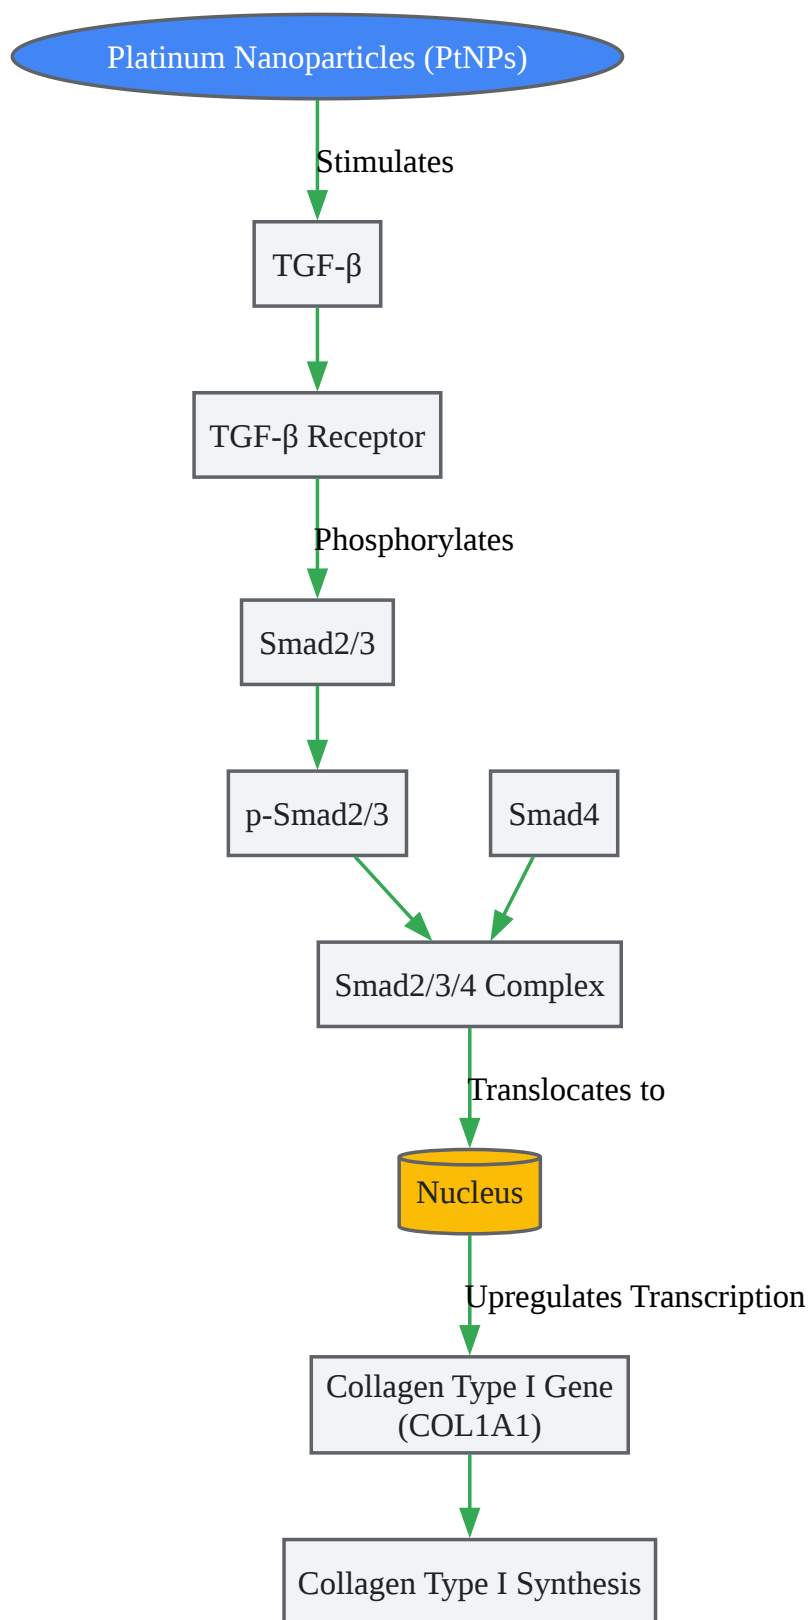 Platinum Nanoparticles (PtNPs)
Stimulates
TGF-β
TGF-β Receptor
Phosphorylates
Smad2/3
p-Smad2/3
Smad4
Smad2/3/4 Complex
Translocates to
Nucleus
Upregulates Transcription
Collagen Type I Gene
(COL1A1)
Collagen Type I Synthesis